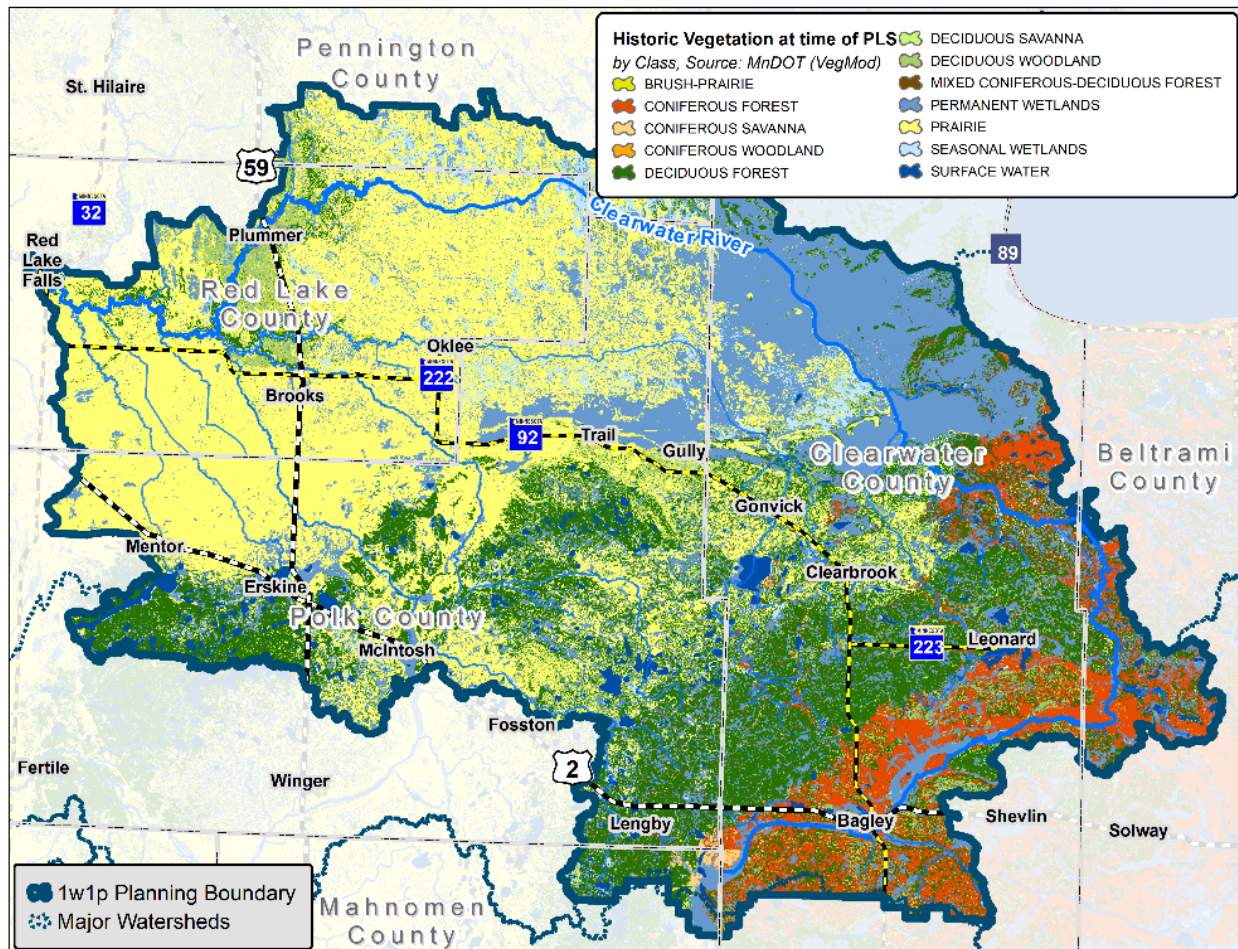 Pennington
County
St. Hilaire
Historic Vegetation at time of PLS
by Class, Source: MnDOT (VegMod)
BRUSH-PRAIRIE
CONIFEROUS FOREST
CONIFEROUS SAVANNA
CONIFEROUS WOODLAND
DECIDUOUS FOREST
DECIDUOUS SAVANNA
DECIDUOUS WOODLAND
MIXED CONIFEROUS-DECIDUOUS FOREST
PERMANENT WETLANDS
PRAIRIE
SEASONAL WETLANDS
SURFACE WATER
59
32
Plummer
Clearwater River
89
Red
Lake
Falls
Red Lake
County
Oklee
222
Brooks
92
Trail
Gully
Clearwater
County
Beltrami
County
Gonvick
Mentor
Erskine
Clearbrook
Polk County
McIntosh
223
Leonard
Fosston
2
Fertile
Winger
Lengby
Bagley
Shevlin
Solway
1w1p Planning Boundary
Major Watersheds
Mahnomen
County